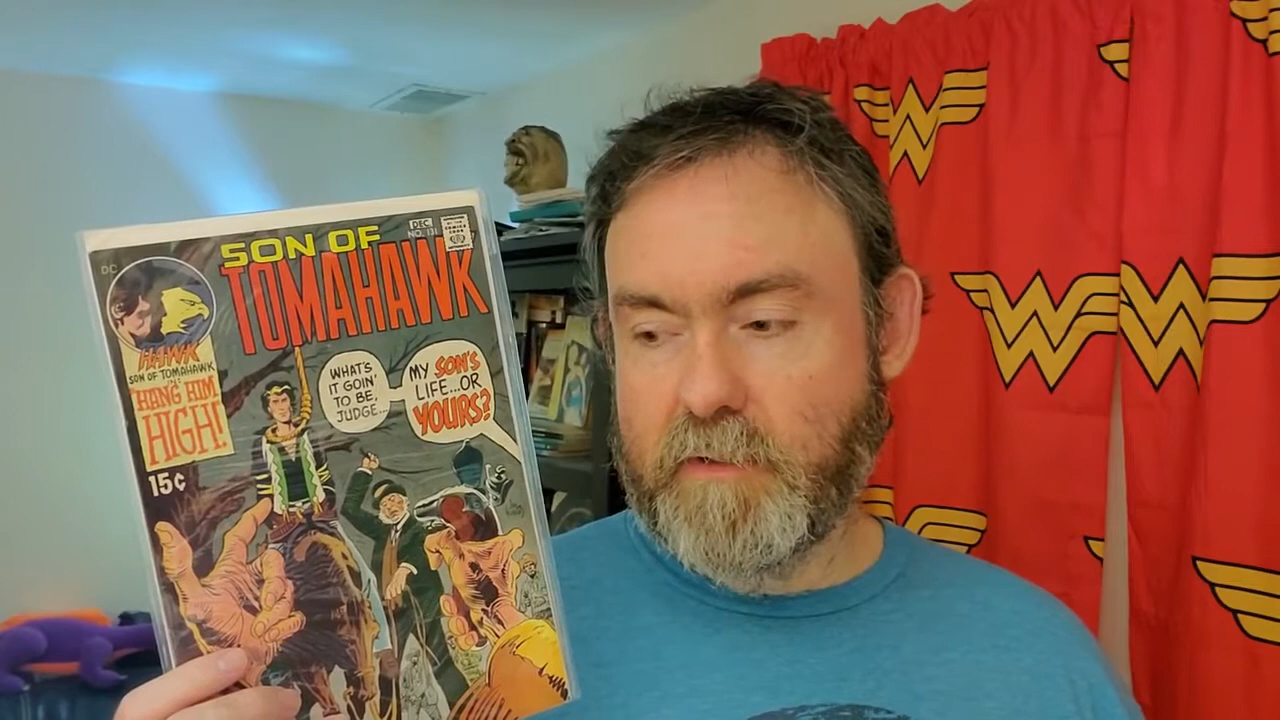 DC
DEC.
NO. 131
SON OF
TOMAHAWK
HAWK
SON OF TOMAHAWK
IN:
HANG HIM
HIGH!
15¢
WHAT'S
IT GOIN'
TO BE,
JUDGE...
MY SON'S
LIFE...OR
YOURS?